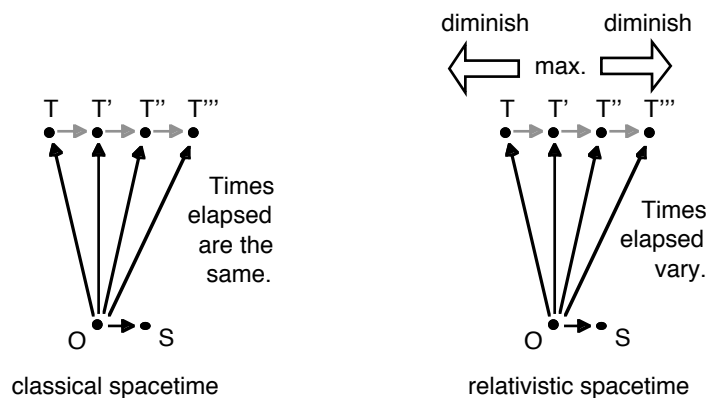 diminish diminish
max.
T T' T" T'"
T T' T" T'"
Times
elapsed
are the
same.
Times
elapsed
vary.
O S
O S
classical spacetime
relativistic spacetime